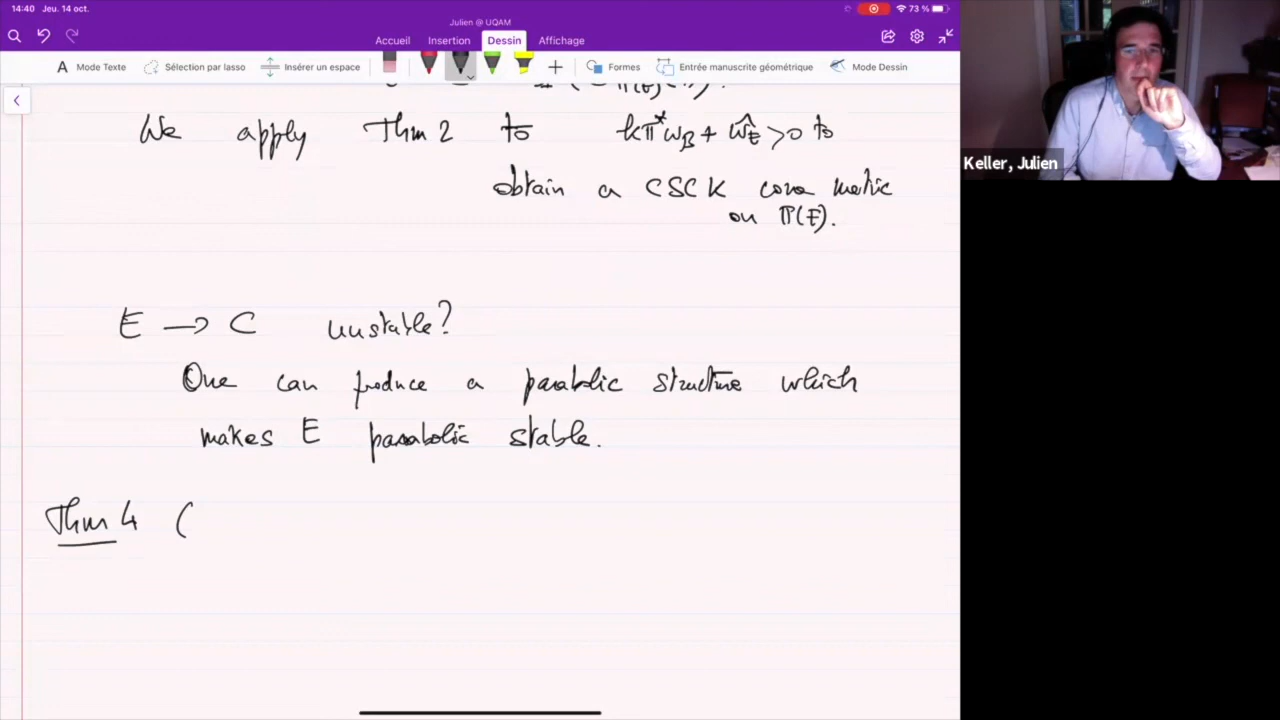 14:40 Jeu. 14 oct.
73 %
Julien @ UQAM
Accueil Insertion Dessin Affichage
A Mode Texte Sélection par lasso Insérer un espace Formes Entrée manuscrite géométrique Mode Dessin
We apply Thm 2 to kπ*ω_B + ω̂_E > 0 to
obtain a CSCK cone metric
on ℙ(E).
E → C unstable?
One can produce a parabolic structure which
makes E parabolic stable.
Thm 4 (
Keller, Julien